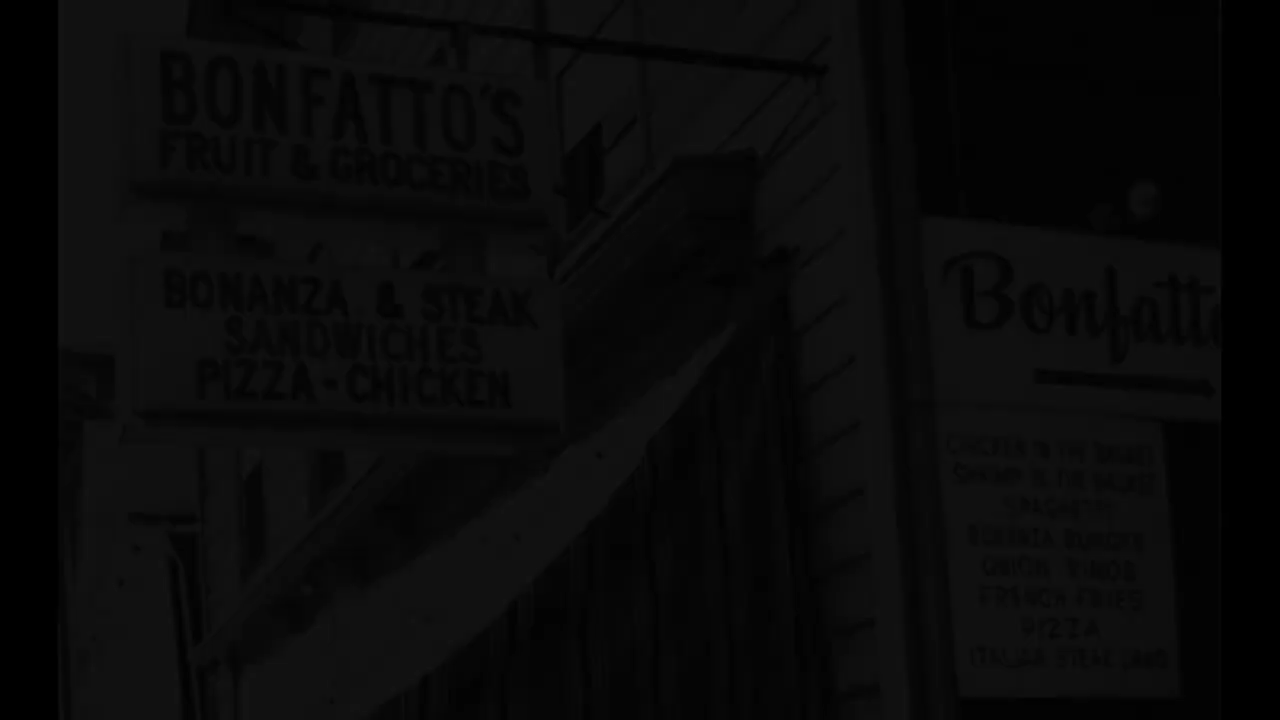 BONFATTO'S
FRUIT & GROCERIES
BONANZA & STEAK
SANDWICHES
PIZZA - CHICKEN
Bonfatto
CHICKEN IN THE BASKET
SHRIMP IN THE BASKET
SPAGHETTI
BONANZA BURGER
FRENCH FRIES
PIZZA
ITALIAN STEAK